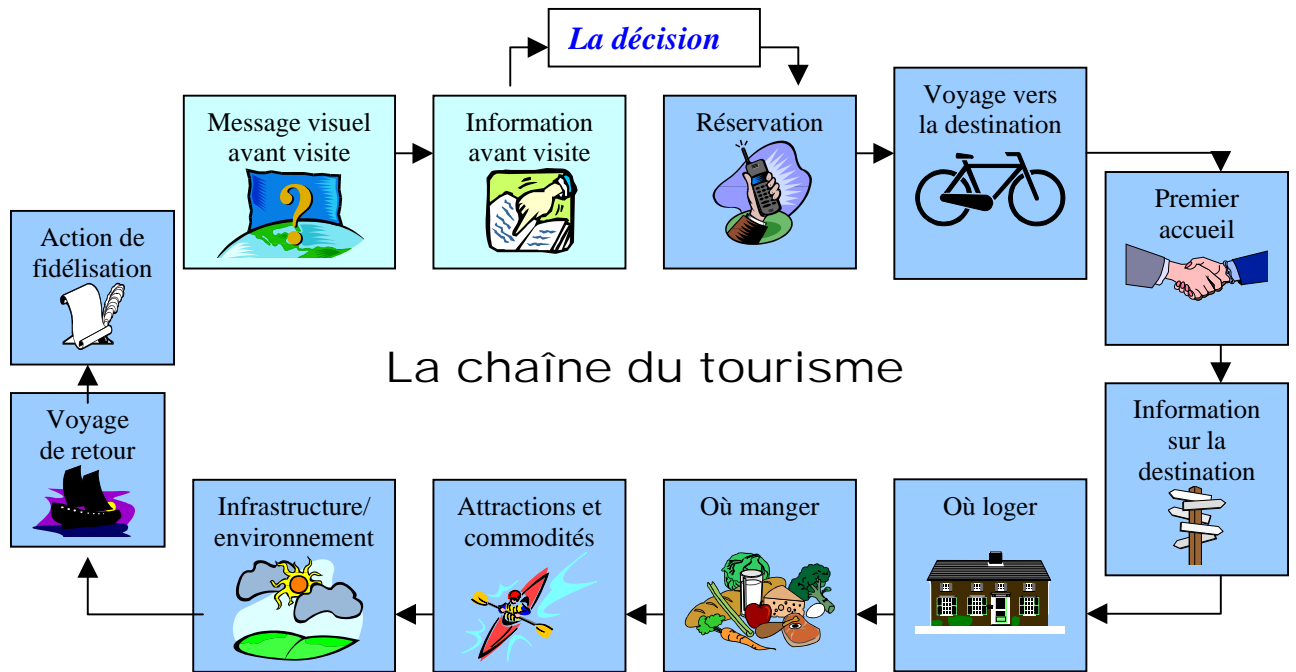 La décision
Message visuel
avant visite
Information
avant visite
Réservation
Voyage vers
la destination
Premier
accueil
Information
sur la
destination
Où loger
Où manger
Attractions et
commodités
Infrastructure/
environnement
Voyage
de retour
Action de
fidélisation
La chaîne du tourisme